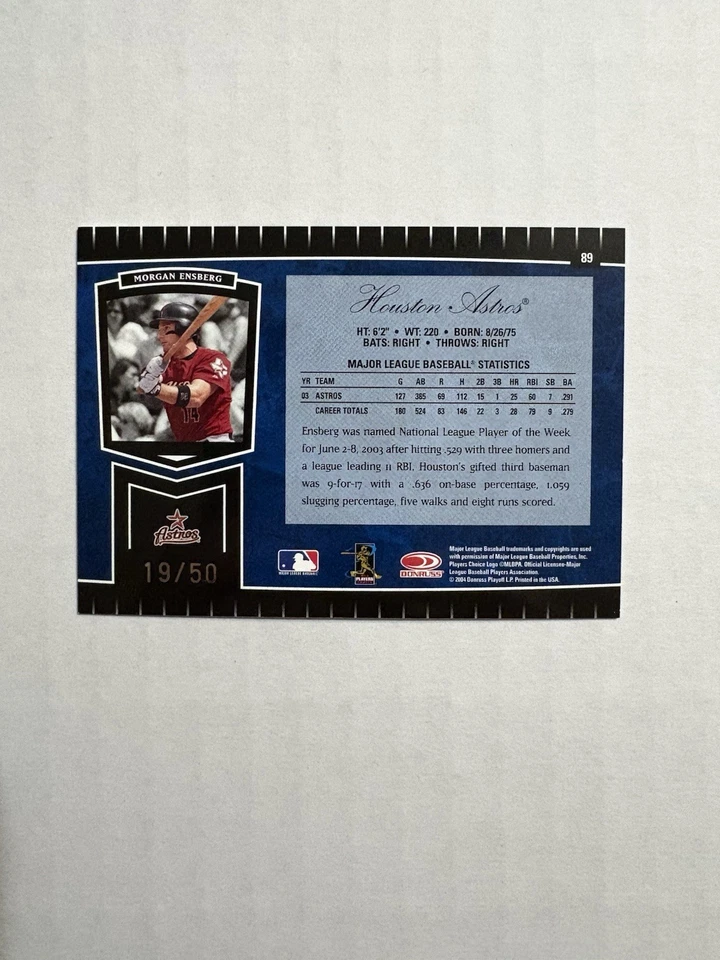 89
MORGAN ENSBERG
14
Astros
19/50
Houston Astros®
HT: 6'2" • WT: 220 • BORN: 8/26/75
BATS: RIGHT • THROWS: RIGHT
MAJOR LEAGUE BASEBALL® STATISTICS
YR TEAM G AB R H 2B 3B HR RBI SB BA
03 ASTROS 127 385 69 112 15 1 25 60 7 .291
CAREER TOTALS 180 524 83 146 22 3 28 79 9 .279
Ensberg was named National League Player of the Week
for June 2-8, 2003 after hitting .529 with three homers and
a league leading 11 RBI. Houston's gifted third baseman
was 9-for-17 with a .636 on-base percentage, 1.059
slugging percentage, five walks and eight runs scored.
MAJOR LEAGUE BASEBALL
PLAYERS
DONRUSS
Major League Baseball trademarks and copyrights are used
with permission of Major League Baseball Properties, Inc.
Players Choice Logo ©MLBPA. Official Licensee-Major
League Baseball Players Association.
© 2004 Donruss Playoff L.P. Printed in the USA.